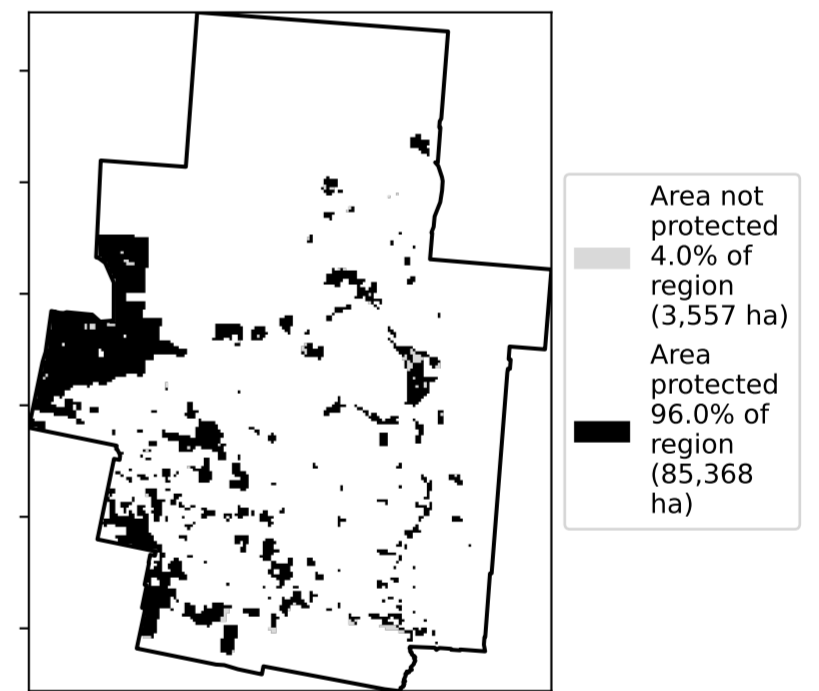 Area not
protected
4.0% of
region
(3,557 ha)
Area
protected
96.0% of
region
(85,368
ha)